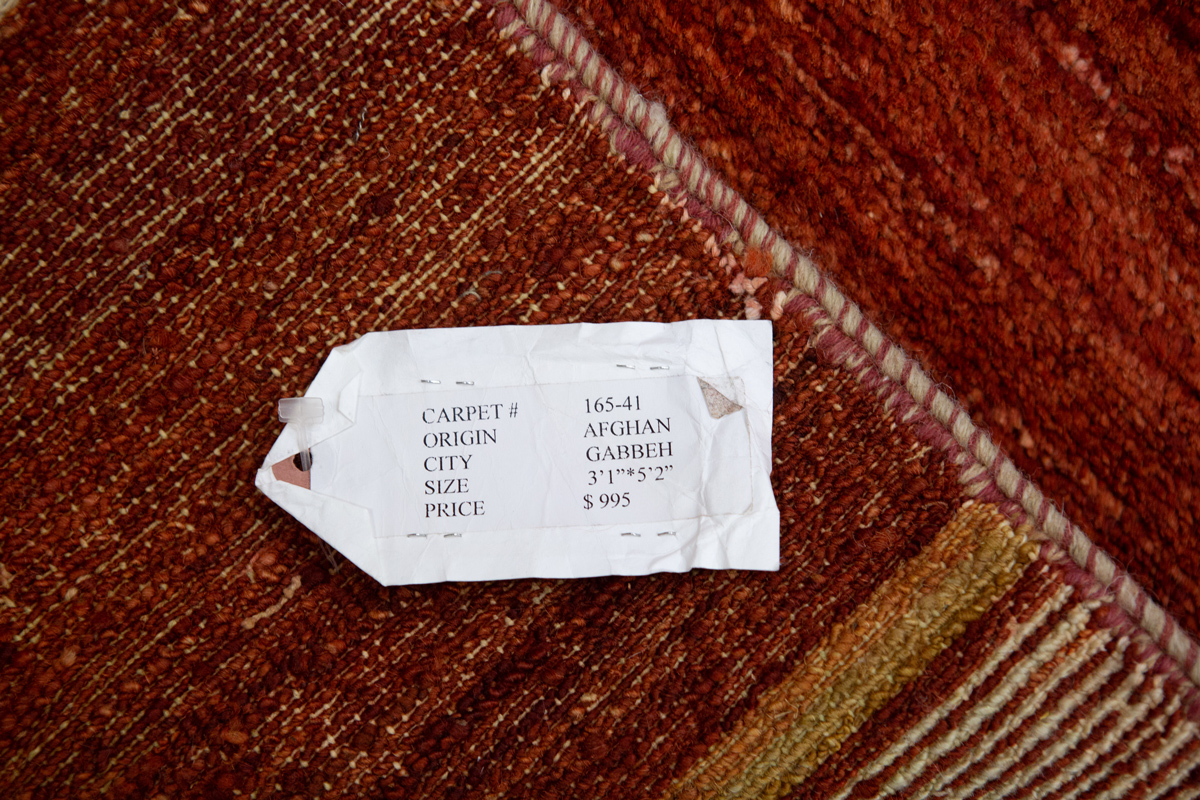 CARPET # 165-41
ORIGIN AFGHAN
CITY GABBEH
SIZE 3’1”*5’2”
PRICE $ 995